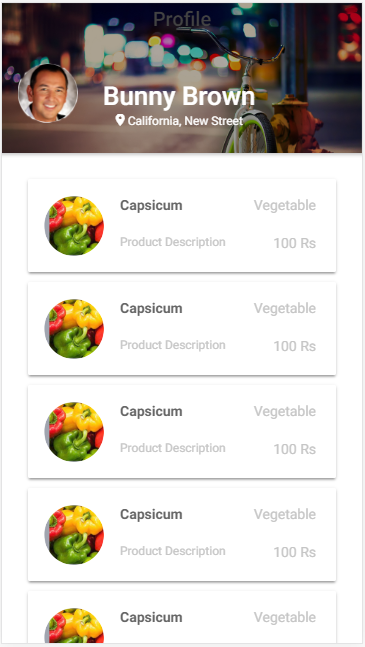 Profile
Bunny Brown
California, New Street
Capsicum Vegetable
Product Description 100 Rs
Capsicum Vegetable
Product Description 100 Rs
Capsicum Vegetable
Product Description 100 Rs
Capsicum Vegetable
Product Description 100 Rs
Capsicum Vegetable